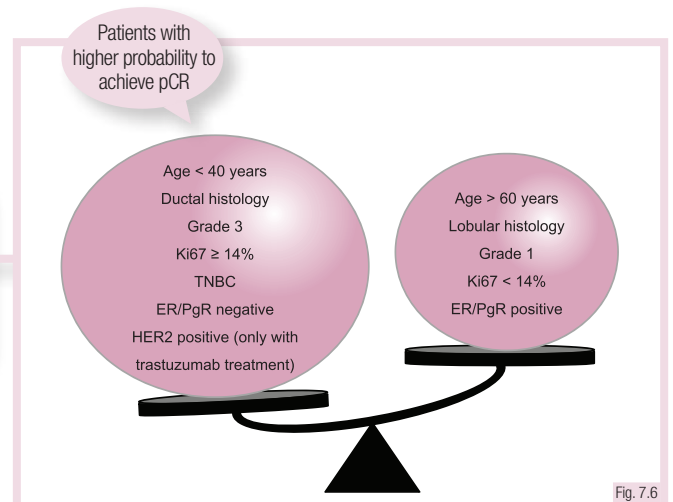 Patients with
higher probability to
achieve pCR
Age < 40 years
Ductal histology
Grade 3
Ki67 ≥ 14%
TNBC
ER/PgR negative
HER2 positive (only with
trastuzumab treatment)
Age > 60 years
Lobular histology
Grade 1
Ki67 < 14%
ER/PgR positive
Fig. 7.6